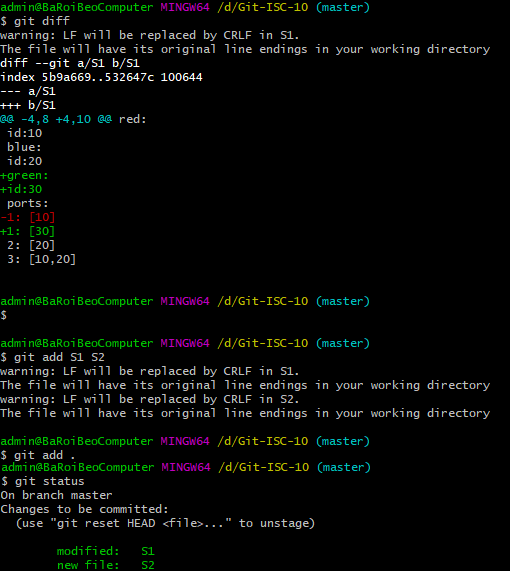 admin@BaRoiBeoComputer MINGW64 /d/Git-ISC-10 (master)
$ git diff
warning: LF will be replaced by CRLF in S1.
The file will have its original line endings in your working directory
diff --git a/S1 b/S1
index 5b9a669..532647c 100644
--- a/S1
+++ b/S1
@@ -4,8 +4,10 @@ red:
 id:10
 blue:
 id:20
+green:
+id:30
 ports:
-1: [10]
+1: [30]
 2: [20]
 3: [10,20]
admin@BaRoiBeoComputer MINGW64 /d/Git-ISC-10 (master)
$
admin@BaRoiBeoComputer MINGW64 /d/Git-ISC-10 (master)
$ git add S1 S2
warning: LF will be replaced by CRLF in S1.
The file will have its original line endings in your working directory
warning: LF will be replaced by CRLF in S2.
The file will have its original line endings in your working directory
admin@BaRoiBeoComputer MINGW64 /d/Git-ISC-10 (master)
$ git add .
admin@BaRoiBeoComputer MINGW64 /d/Git-ISC-10 (master)
$ git status
On branch master
Changes to be committed:
  (use "git reset HEAD <file>..." to unstage)
        modified:   S1
        new file:   S2